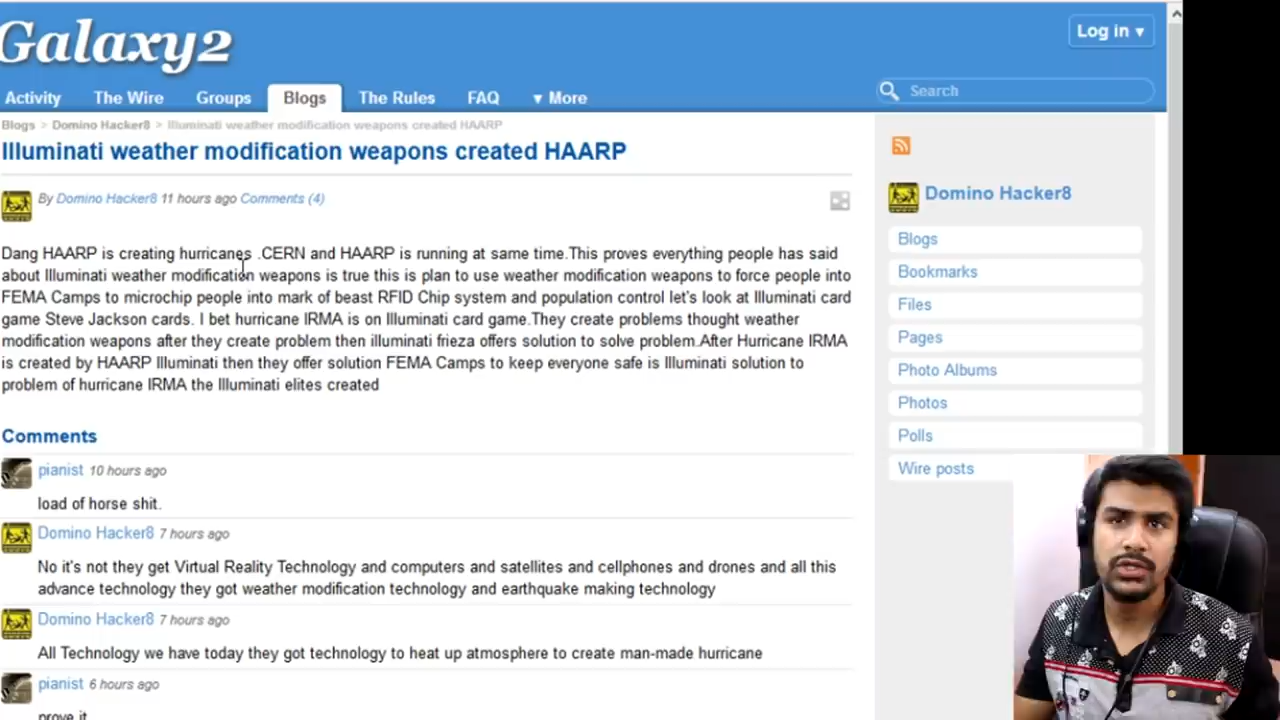 Galaxy2
Log in ▾
Activity The Wire Groups Blogs The Rules FAQ ▾ More
Search
Blogs > Domino Hacker8 > Illuminati weather modification weapons created HAARP
Illuminati weather modification weapons created HAARP
By Domino Hacker8 11 hours ago Comments (4)
Dang HAARP is creating hurricanes .CERN and HAARP is running at same time.This proves everything people has said
about Illuminati weather modification weapons is true this is plan to use weather modification weapons to force people into
FEMA Camps to microchip people into mark of beast RFID Chip system and population control let's look at Illuminati card
game Steve Jackson cards. I bet hurricane IRMA is on Illuminati card game.They create problems thought weather
modification weapons after they create problem then illuminati frieza offers solution to solve problem.After Hurricane IRMA
is created by HAARP Illuminati then they offer solution FEMA Camps to keep everyone safe is Illuminati solution to
problem of hurricane IRMA the Illuminati elites created
Comments
pianist 10 hours ago
load of horse shit.
Domino Hacker8 7 hours ago
No it's not they get Virtual Reality Technology and computers and satellites and cellphones and drones and all this
advance technology they got weather modification technology and earthquake making technology
Domino Hacker8 7 hours ago
All Technology we have today they got technology to heat up atmosphere to create man-made hurricane
pianist 6 hours ago
prove it
Domino Hacker8
Blogs
Bookmarks
Files
Pages
Photo Albums
Photos
Polls
Wire posts